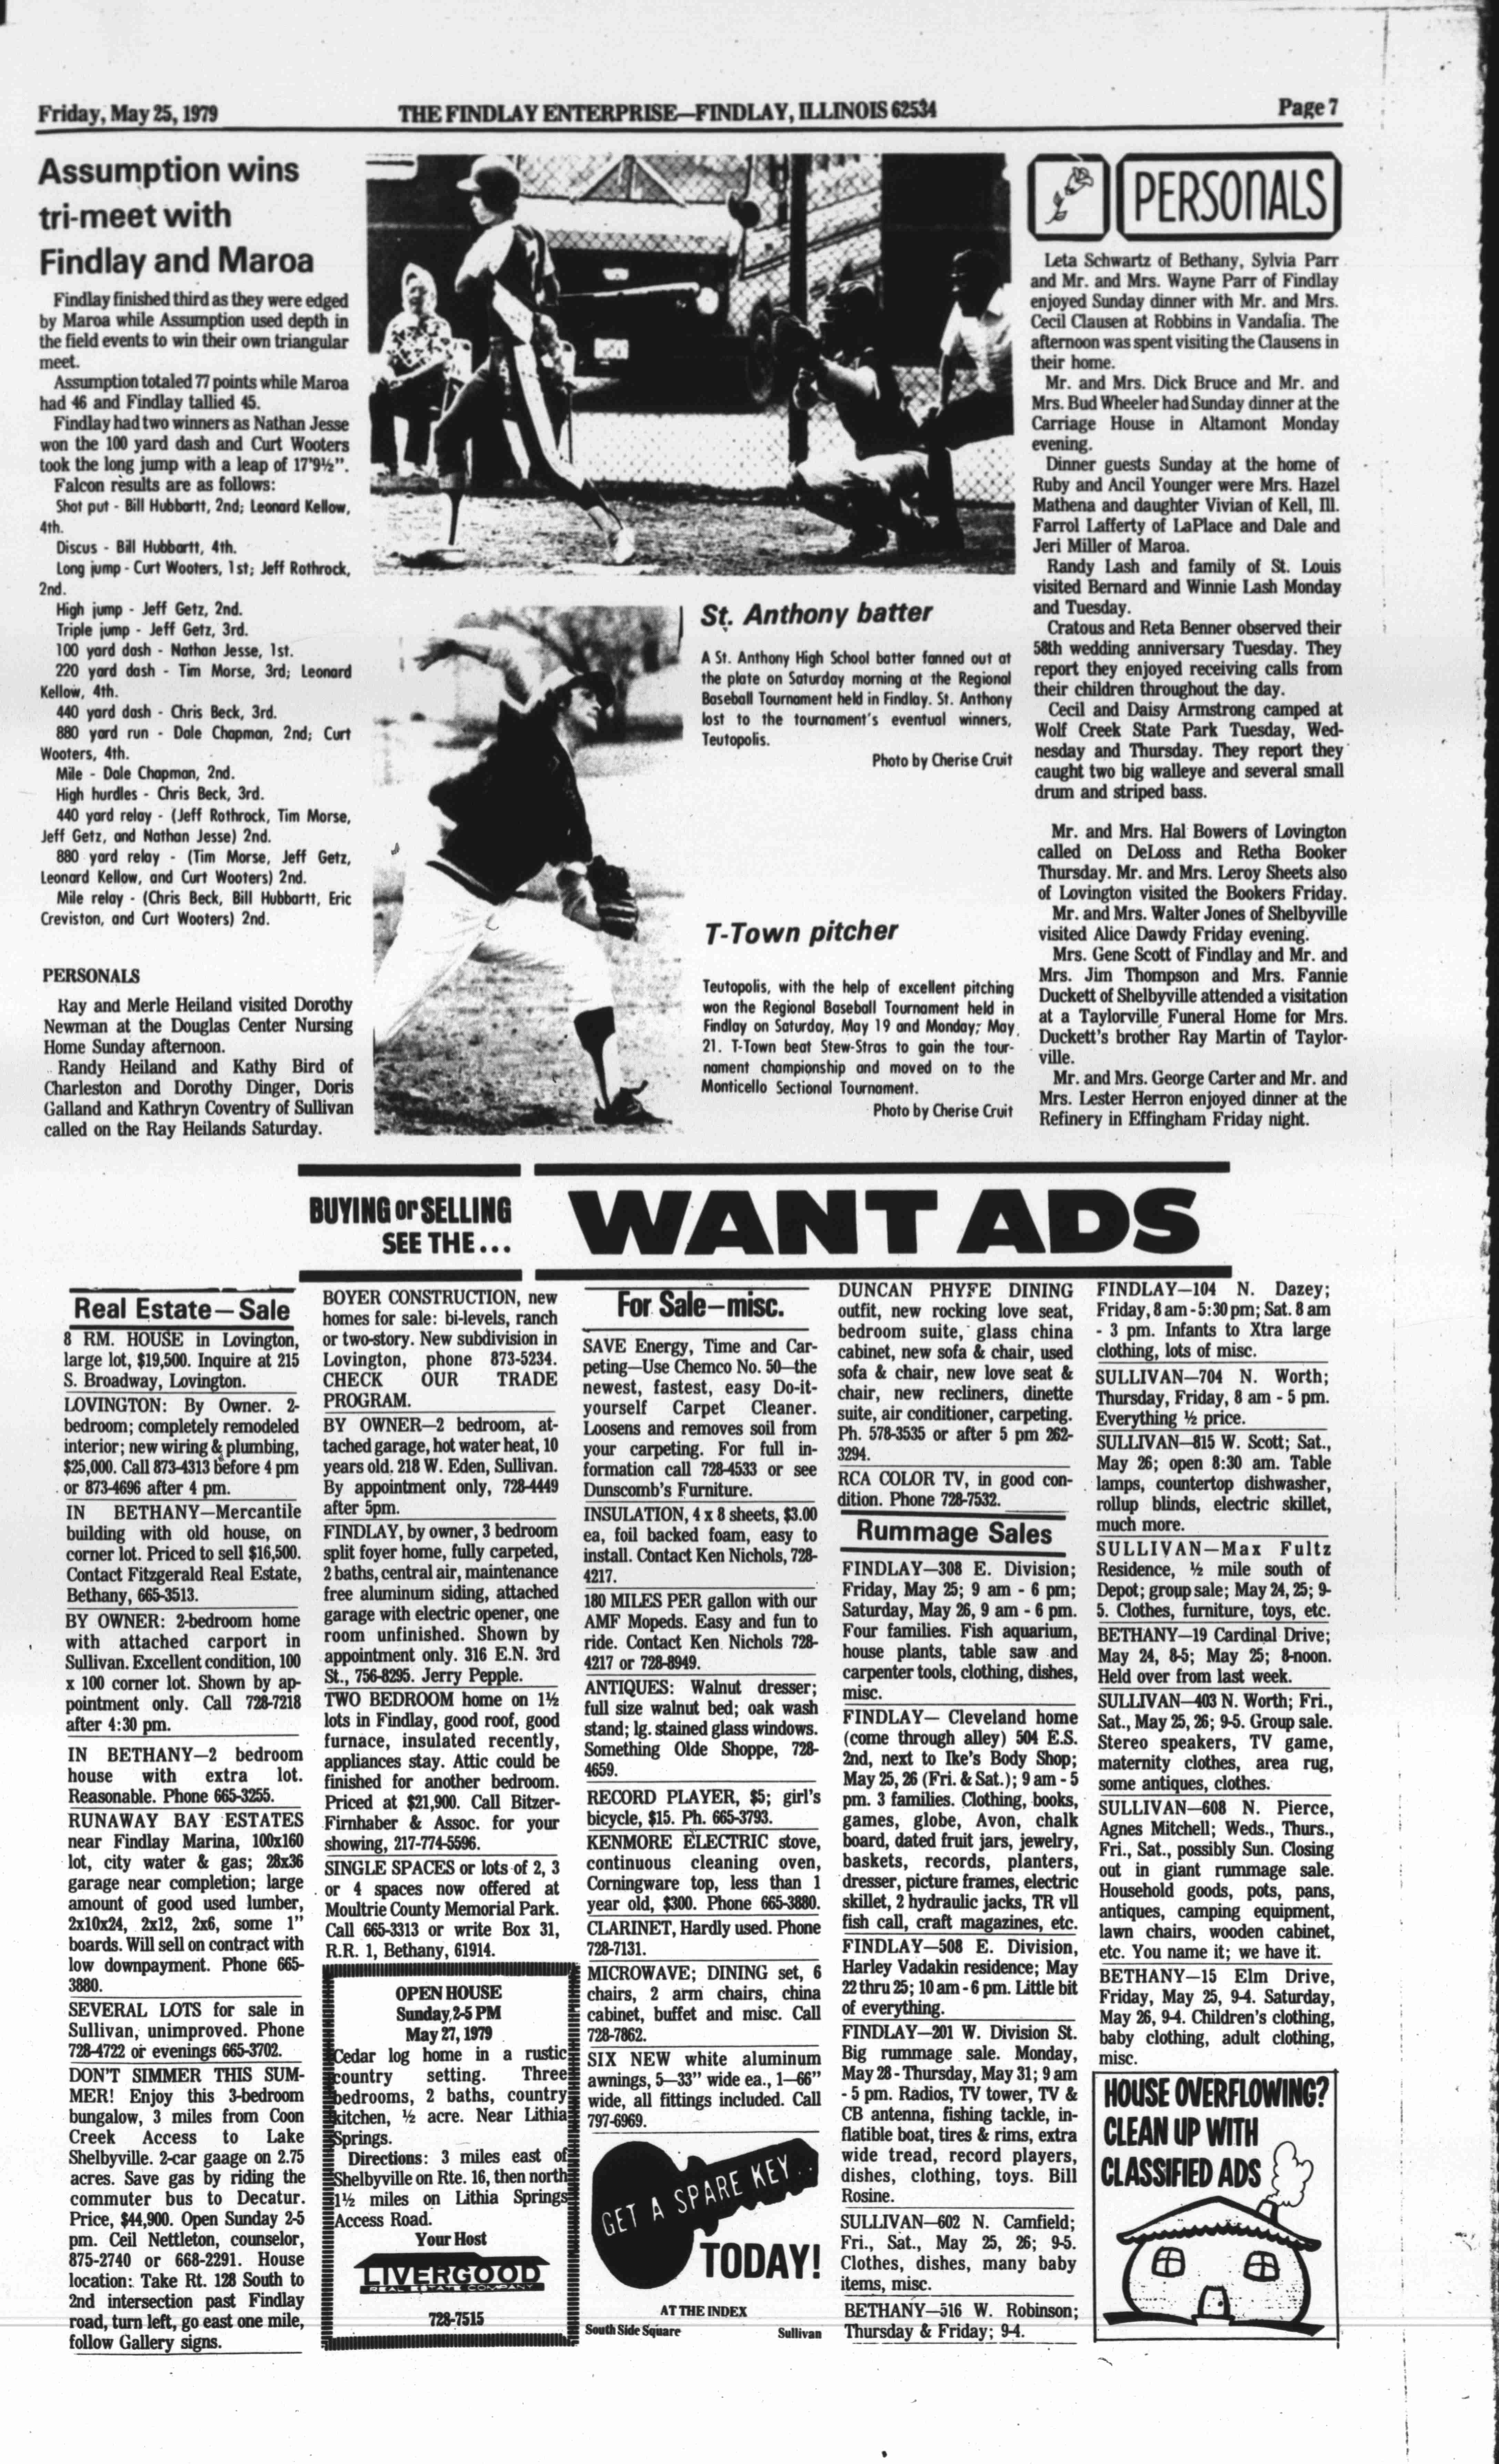 Friday, May 25, 1979
THE FINDLAY ENTERPRISE—FINDLAY, ILLINOIS 62534
Page 7
Assumption wins
tri-meet with
Findlay and Maroa
Findlay finished third as they were edged
by Maroa while Assumption used depth in
the field events to win their own triangular
meet.
Assumption totaled 77 points while Maroa
had 46 and Findlay tallied 45.
Findlay had two winners as Nathan Jesse
won the 100 yard dash and Curt Wooters
took the long jump with a leap of 17'9½".
Falcon results are as follows:
Shot put - Bill Hubbartt, 2nd; Leonard Kellow,
4th.
Discus - Bill Hubbartt, 4th.
Long jump - Curt Wooters, 1st; Jeff Rothrock,
2nd.
High jump - Jeff Getz, 2nd.
Triple jump - Jeff Getz, 3rd.
100 yard dash - Nathan Jesse, 1st.
220 yard dash - Tim Morse, 3rd; Leonard
Kellow, 4th.
440 yard dash - Chris Beck, 3rd.
880 yard run - Dale Chapman, 2nd; Curt
Wooters, 4th.
Mile - Dale Chapman, 2nd.
High hurdles - Chris Beck, 3rd.
440 yard relay - (Jeff Rothrock, Tim Morse,
Jeff Getz, and Nathan Jesse) 2nd.
880 yard relay - (Tim Morse, Jeff Getz,
Leonard Kellow, and Curt Wooters) 2nd.
Mile relay - (Chris Beck, Bill Hubbartt, Eric
Creviston, and Curt Wooters) 2nd.
PERSONALS
Ray and Merle Heiland visited Dorothy
Newman at the Douglas Center Nursing
Home Sunday afternoon.
Randy Heiland and Kathy Bird of
Charleston and Dorothy Dinger, Doris
Galland and Kathryn Coventry of Sullivan
called on the Ray Heilands Saturday.
St. Anthony batter
A St. Anthony High School batter fanned out at
the plate on Saturday morning at the Regional
Baseball Tournament held in Findlay. St. Anthony
lost to the tournament's eventual winners,
Teutopolis.
Photo by Cherise Cruit
T-Town pitcher
Teutopolis, with the help of excellent pitching
won the Regional Baseball Tournament held in
Findlay on Saturday, May 19 and Monday; May
21. T-Town beat Stew-Stras to gain the tour-
nament championship and moved on to the
Monticello Sectional Tournament.
Photo by Cherise Cruit
PERSONALS
Leta Schwartz of Bethany, Sylvia Parr
and Mr. and Mrs. Wayne Parr of Findlay
enjoyed Sunday dinner with Mr. and Mrs.
Cecil Clausen at Robbins in Vandalia. The
afternoon was spent visiting the Clausens in
their home.
Mr. and Mrs. Dick Bruce and Mr. and
Mrs. Bud Wheeler had Sunday dinner at the
Carriage House in Altamont Monday
evening.
Dinner guests Sunday at the home of
Ruby and Ancil Younger were Mrs. Hazel
Mathena and daughter Vivian of Kell, Ill.
Farrol Lafferty of LaPlace and Dale and
Jeri Miller of Maroa.
Randy Lash and family of St. Louis
visited Bernard and Winnie Lash Monday
and Tuesday.
Cratous and Reta Benner observed their
58th wedding anniversary Tuesday. They
report they enjoyed receiving calls from
their children throughout the day.
Cecil and Daisy Armstrong camped at
Wolf Creek State Park Tuesday, Wed-
nesday and Thursday. They report they
caught two big walleye and several small
drum and striped bass.
Mr. and Mrs. Hal Bowers of Lovington
called on DeLoss and Retha Booker
Thursday. Mr. and Mrs. Leroy Sheets also
of Lovington visited the Bookers Friday.
Mr. and Mrs. Walter Jones of Shelbyville
visited Alice Dawdy Friday evening.
Mrs. Gene Scott of Findlay and Mr. and
Mrs. Jim Thompson and Mrs. Fannie
Duckett of Shelbyville attended a visitation
at a Taylorville Funeral Home for Mrs.
Duckett's brother Ray Martin of Taylor-
ville.
Mr. and Mrs. George Carter and Mr. and
Mrs. Lester Herron enjoyed dinner at the
Refinery in Effingham Friday night.
BUYING or SELLING
SEE THE...
WANT ADS
Real Estate—Sale
8 RM. HOUSE in Lovington,
large lot, $19,500. Inquire at 215
S. Broadway, Lovington.
LOVINGTON: By Owner. 2-
bedroom; completely remodeled
interior; new wiring & plumbing,
$25,000. Call 873-4313 before 4 pm
or 873-4696 after 4 pm.
IN BETHANY—Mercantile
building with old house, on
corner lot. Priced to sell $16,500.
Contact Fitzgerald Real Estate,
Bethany, 665-3513.
BY OWNER: 2-bedroom home
with attached carport in
Sullivan. Excellent condition, 100
x 100 corner lot. Shown by ap-
pointment only. Call 728-7218
after 4:30 pm.
IN BETHANY—2 bedroom
house with extra lot.
Reasonable. Phone 665-3255.
RUNAWAY BAY ESTATES
near Findlay Marina, 100x160
lot, city water & gas; 28x36
garage near completion; large
amount of good used lumber,
2x10x24, 2x12, 2x6, some 1"
boards. Will sell on contract with
low downpayment. Phone 665-
3880.
SEVERAL LOTS for sale in
Sullivan, unimproved. Phone
728-4722 or evenings 665-3702.
DON'T SIMMER THIS SUM-
MER! Enjoy this 3-bedroom
bungalow, 3 miles from Coon
Creek Access to Lake
Shelbyville. 2-car gaage on 2.75
acres. Save gas by riding the
commuter bus to Decatur.
Price, $44,900. Open Sunday 2-5
pm. Ceil Nettleton, counselor,
875-2740 or 668-2291. House
location: Take Rt. 128 South to
2nd intersection past Findlay
road, turn left, go east one mile,
follow Gallery signs.
BOYER CONSTRUCTION, new
homes for sale: bi-levels, ranch
or two-story. New subdivision in
Lovington, phone 873-5234.
CHECK OUR TRADE
PROGRAM.
BY OWNER—2 bedroom, at-
tached garage, hot water heat, 10
years old. 218 W. Eden, Sullivan.
By appointment only, 728-4449
after 5pm.
FINDLAY, by owner, 3 bedroom
split foyer home, fully carpeted,
2 baths, central air, maintenance
free aluminum siding, attached
garage with electric opener, one
room unfinished. Shown by
appointment only. 316 E.N. 3rd
St., 756-8295. Jerry Pepple.
TWO BEDROOM home on 1½
lots in Findlay, good roof, good
furnace, insulated recently,
appliances stay. Attic could be
finished for another bedroom.
Priced at $21,900. Call Bitzer-
Firnhaber & Assoc. for your
showing, 217-774-5596.
SINGLE SPACES or lots of 2, 3
or 4 spaces now offered at
Moultrie County Memorial Park.
Call 665-3313 or write Box 31,
R.R. 1, Bethany, 61914.
OPEN HOUSE
Sunday, 2-5 PM
May 27, 1979
Cedar log home in a rustic
country setting. Three
bedrooms, 2 baths, country
kitchen, ½ acre. Near Lithia
Springs.
Directions: 3 miles east of
Shelbyville on Rte. 16, then north
1½ miles on Lithia Springs
Access Road.
Your Host
LIVERGOOD
REAL ESTATE COMPANY
728-7515
For Sale—misc.
SAVE Energy, Time and Car-
peting—Use Chemco No. 50—the
newest, fastest, easy Do-it-
yourself Carpet Cleaner.
Loosens and removes soil from
your carpeting. For full in-
formation call 728-4533 or see
Dunscomb's Furniture.
INSULATION, 4 x 8 sheets, $3.00
ea, foil backed foam, easy to
install. Contact Ken Nichols, 728-
4217.
180 MILES PER gallon with our
AMF Mopeds. Easy and fun to
ride. Contact Ken Nichols 728-
4217 or 728-8949.
ANTIQUES: Walnut dresser;
full size walnut bed; oak wash
stand; lg. stained glass windows.
Something Olde Shoppe, 728-
4659.
RECORD PLAYER, $5; girl's
bicycle, $15. Ph. 665-3793.
KENMORE ELECTRIC stove,
continuous cleaning oven,
Corningware top, less than 1
year old, $300. Phone 665-3880.
CLARINET, Hardly used. Phone
728-7131.
MICROWAVE; DINING set, 6
chairs, 2 arm chairs, china
cabinet, buffet and misc. Call
728-7862.
SIX NEW white aluminum
awnings, 5—33" wide ea., 1—66"
wide, all fittings included. Call
797-6969.
GET A SPARE KEY...
TODAY!
AT THE INDEX
South Side Square Sullivan
DUNCAN PHYFE DINING
outfit, new rocking love seat,
bedroom suite, glass china
cabinet, new sofa & chair, used
sofa & chair, new love seat &
chair, new recliners, dinette
suite, air conditioner, carpeting.
Ph. 578-3535 or after 5 pm 262-
3294.
RCA COLOR TV, in good con-
dition. Phone 728-7532.
Rummage Sales
FINDLAY—308 E. Division;
Friday, May 25; 9 am - 6 pm;
Saturday, May 26, 9 am - 6 pm.
Four families. Fish aquarium,
house plants, table saw and
carpenter tools, clothing, dishes,
misc.
FINDLAY— Cleveland home
(come through alley) 504 E.S.
2nd, next to Ike's Body Shop;
May 25, 26 (Fri. & Sat.); 9 am - 5
pm. 3 families. Clothing, books,
games, globe, Avon, chalk
board, dated fruit jars, jewelry,
baskets, records, planters,
dresser, picture frames, electric
skillet, 2 hydraulic jacks, TR vll
fish call, craft magazines, etc.
FINDLAY—508 E. Division,
Harley Vadakin residence; May
22 thru 25; 10 am - 6 pm. Little bit
of everything.
FINDLAY—201 W. Division St.
Big rummage sale. Monday,
May 28 - Thursday, May 31; 9 am
- 5 pm. Radios, TV tower, TV &
CB antenna, fishing tackle, in-
flatible boat, tires & rims, extra
wide tread, record players,
dishes, clothing, toys. Bill
Rosine.
SULLIVAN—602 N. Camfield;
Fri., Sat., May 25, 26; 9-5.
Clothes, dishes, many baby
items, misc.
BETHANY—516 W. Robinson;
Thursday & Friday; 9-4.
FINDLAY—104 N. Dazey;
Friday, 8 am - 5:30 pm; Sat. 8 am
- 3 pm. Infants to Xtra large
clothing, lots of misc.
SULLIVAN—704 N. Worth;
Thursday, Friday, 8 am - 5 pm.
Everything ½ price.
SULLIVAN—815 W. Scott; Sat.,
May 26; open 8:30 am. Table
lamps, countertop dishwasher,
rollup blinds, electric skillet,
much more.
SULLIVAN—Max Fultz
Residence, ½ mile south of
Depot; group sale; May 24, 25; 9-
5. Clothes, furniture, toys, etc.
BETHANY—19 Cardinal Drive;
May 24, 8-5; May 25; 8-noon.
Held over from last week.
SULLIVAN—403 N. Worth; Fri.,
Sat., May 25, 26; 9-5. Group sale.
Stereo speakers, TV game,
maternity clothes, area rug,
some antiques, clothes.
SULLIVAN—608 N. Pierce,
Agnes Mitchell; Weds., Thurs.,
Fri., Sat., possibly Sun. Closing
out in giant rummage sale.
Household goods, pots, pans,
antiques, camping equipment,
lawn chairs, wooden cabinet,
etc. You name it; we have it.
BETHANY—15 Elm Drive,
Friday, May 25, 9-4. Saturday,
May 26, 9-4. Children's clothing,
baby clothing, adult clothing,
misc.
HOUSE OVERFLOWING?
CLEAN UP WITH
CLASSIFIED ADS